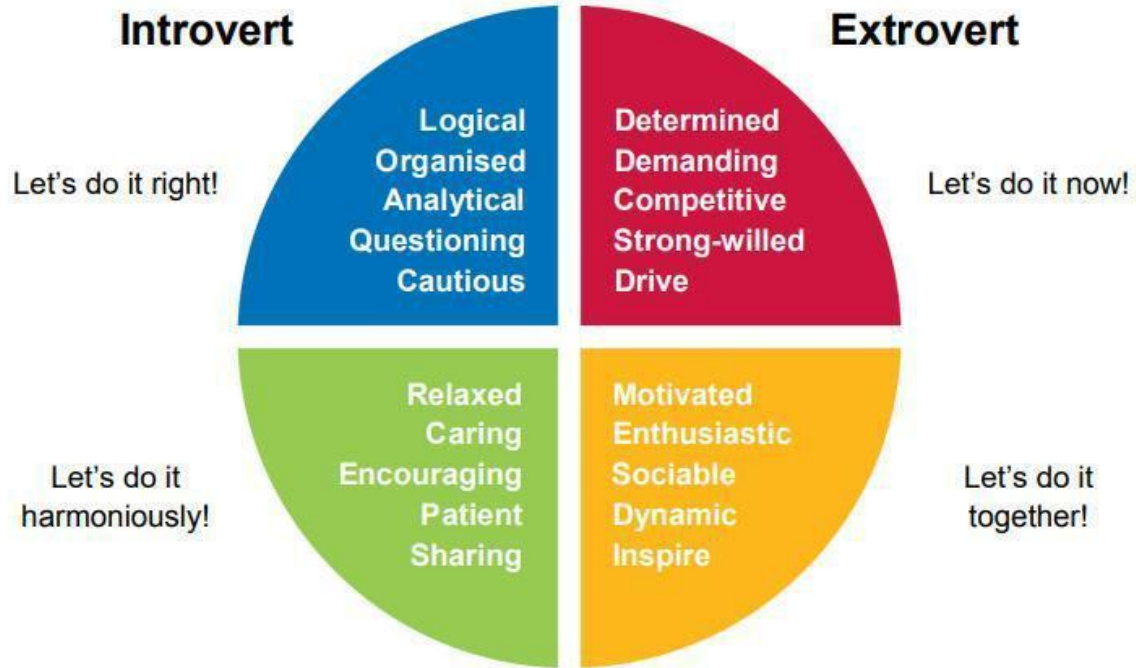 Introvert
Extrovert
Let's do it right!
Logical
Organised
Analytical
Questioning
Cautious
Determined
Demanding
Competitive
Strong-willed
Drive
Let's do it now!
Let's do it
harmoniously!
Relaxed
Caring
Encouraging
Patient
Sharing
Motivated
Enthusiastic
Sociable
Dynamic
Inspire
Let's do it
together!